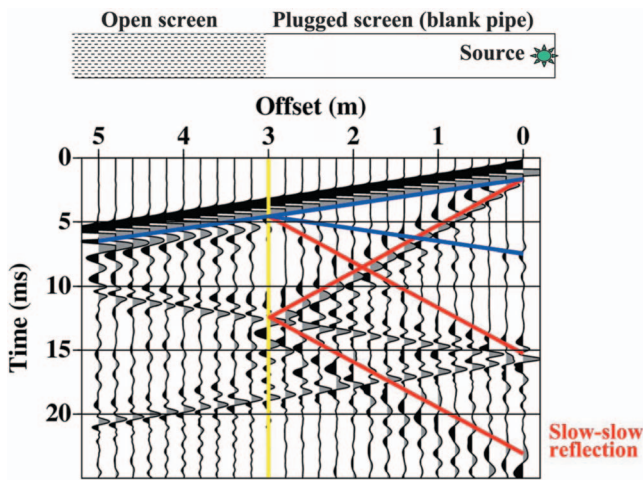 Open screen
Plugged screen (blank pipe)
Source
Offset (m)
5 4 3 2 1 0
0
5
10
15
20
Time (ms)
Slow-slow
reflection